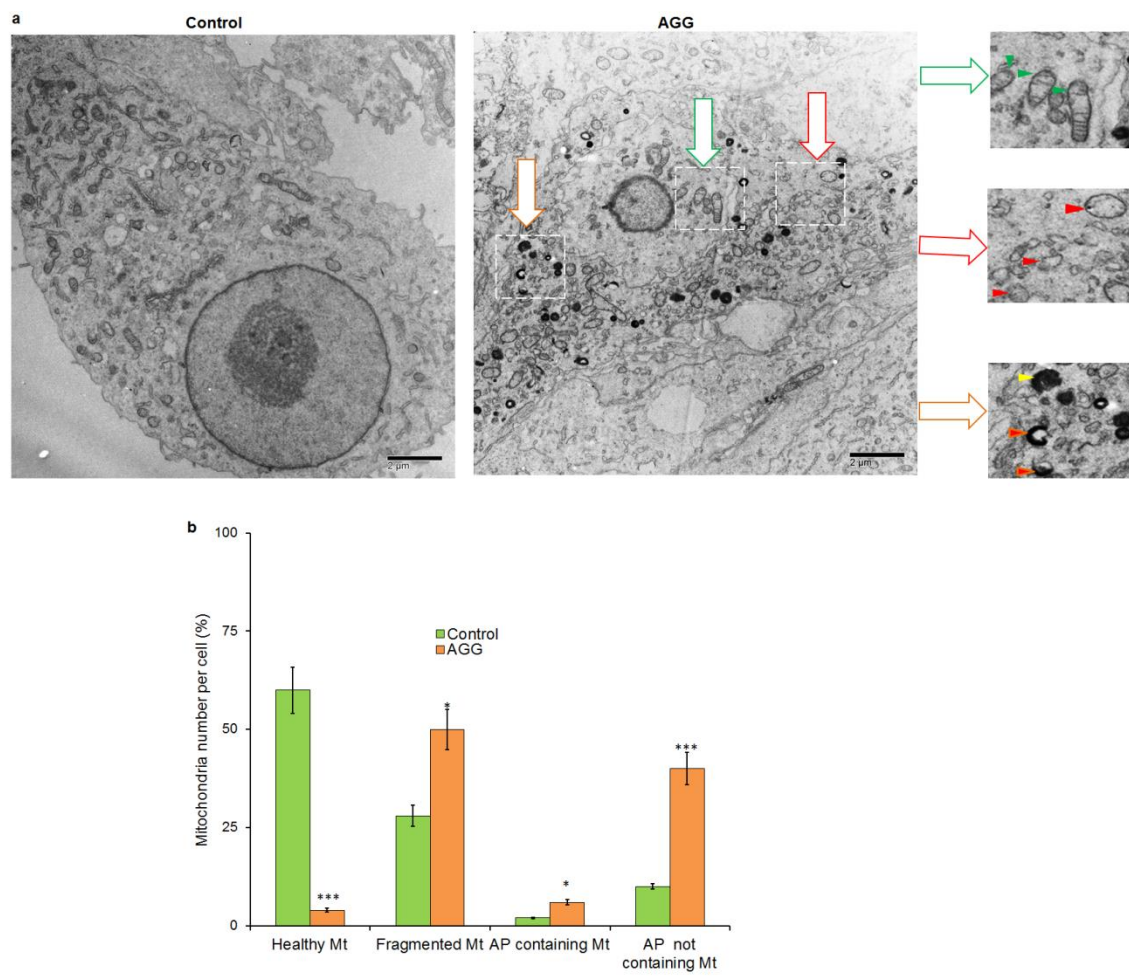 a
Control
AGG
2 µm
2 µm
b
100
75
50
25
0
Mitochondria number per cell (%)
Control
AGG
***
*
*
***
Healthy Mt
Fragmented Mt
AP containing Mt
AP not
containing Mt